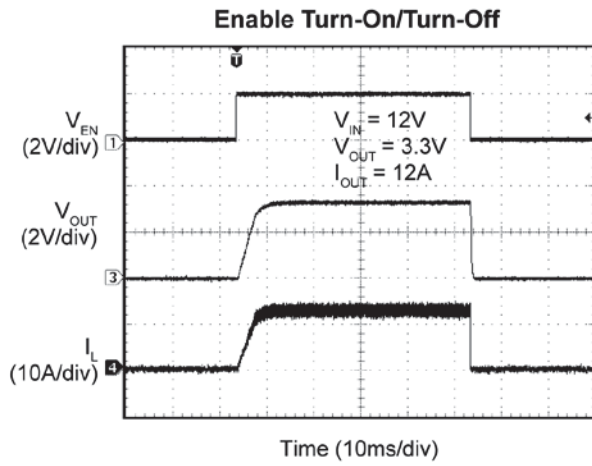 Enable Turn-On/Turn-Off
T
V_EN
(2V/div)
1
V_IN = 12V
V_OUT = 3.3V
I_OUT = 12A
V_OUT
(2V/div)
3
I_L
(10A/div)
4
Time (10ms/div)